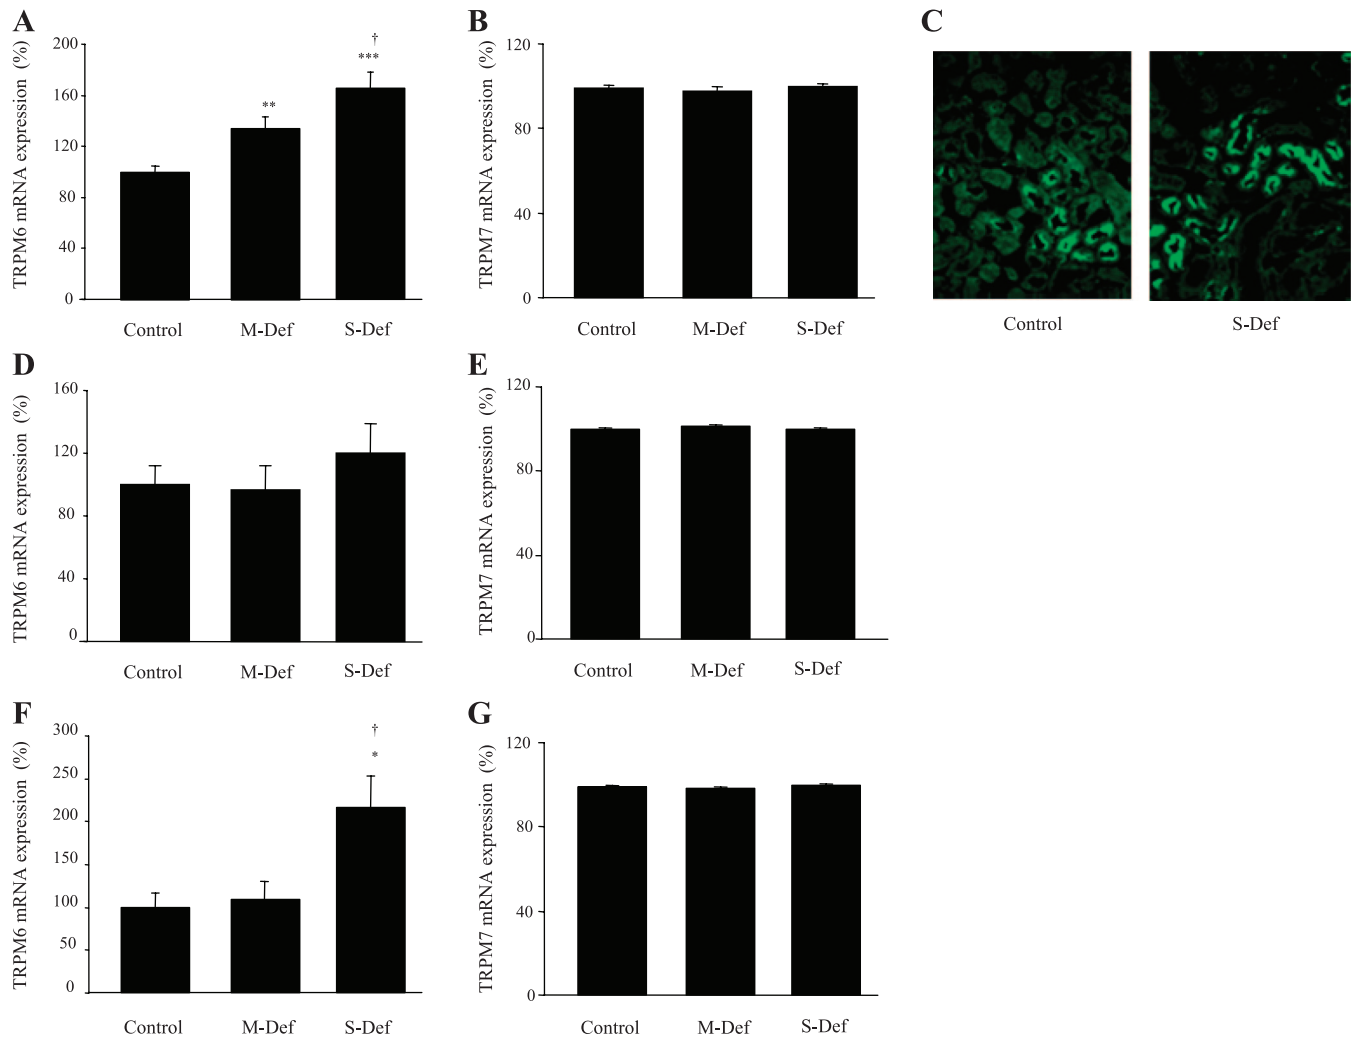 A
TRPM6 mRNA expression (%)
200
160
120
80
40
0
**
***
†
Control
M-Def
S-Def
B
TRPM7 mRNA expression (%)
120
80
40
0
Control
M-Def
S-Def
C
Control
S-Def
D
TRPM6 mRNA expression (%)
160
120
80
40
0
Control
M-Def
S-Def
E
TRPM7 mRNA expression (%)
120
80
40
0
Control
M-Def
S-Def
F
TRPM6 mRNA expression (%)
300
250
200
150
100
50
0
†
*
Control
M-Def
S-Def
G
TRPM7 mRNA expression (%)
120
80
40
0
Control
M-Def
S-Def